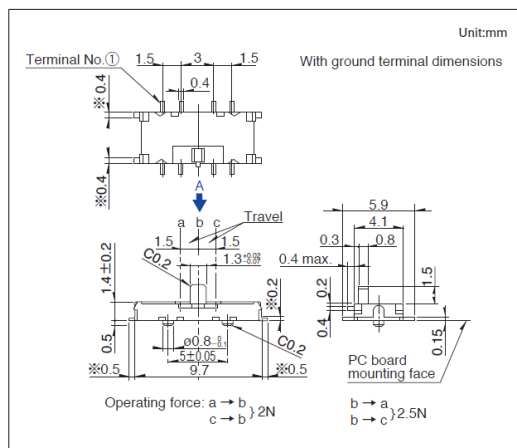 Unit:mm
With ground terminal dimensions
Terminal No.①
1.5 3 1.5
0.4
※0.4
※0.4
A
a b c
Travel
1.5 1.5
C0.2
1.4±0.2
※0.2
0.5
ø0.8 0 -0.1
C0.2
5±0.05
※0.5 9.7 ※0.5
5.9
4.1
0.3 0.8
0.4 max.
1.5
0.2
0.4
0.15
PC board
mounting face
Operating force: a → b
c → b } 2N
b → a
b → c } 2.5N